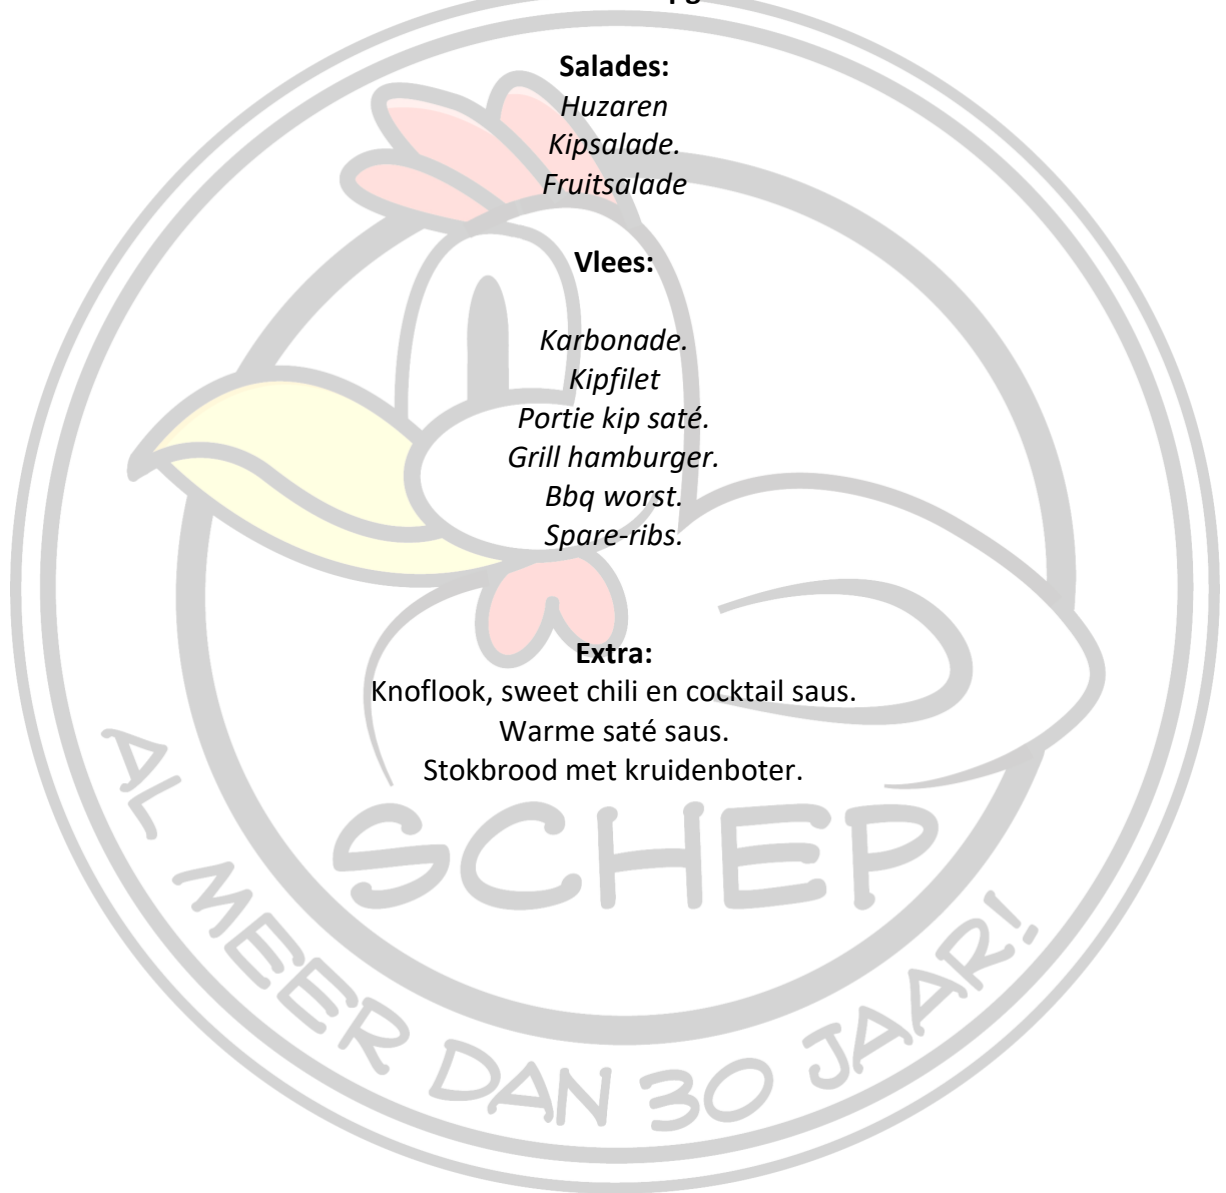 Salades:
Huzaren
Kipsalade.
Fruitsalade
Vlees:
Karbonade.
Kipfilet
Portie kip saté.
Grill hamburger.
Bbq worst.
Spare-ribs.
Extra:
Knoflook, sweet chili en cocktail saus.
Warme saté saus.
Stokbrood met kruidenboter.
SCHEP
AL MEER DAN 30 JAAR!